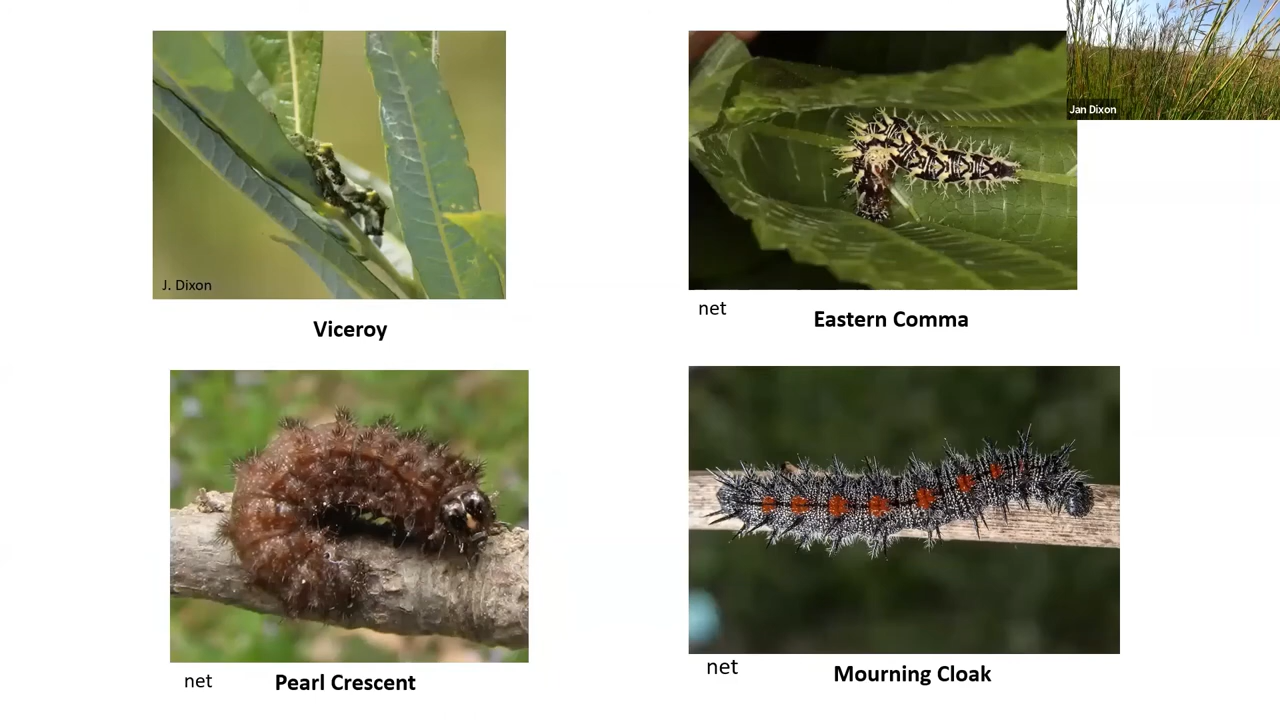 Jan Dixon
J. Dixon
Viceroy
net
Eastern Comma
net
Pearl Crescent
net
Mourning Cloak